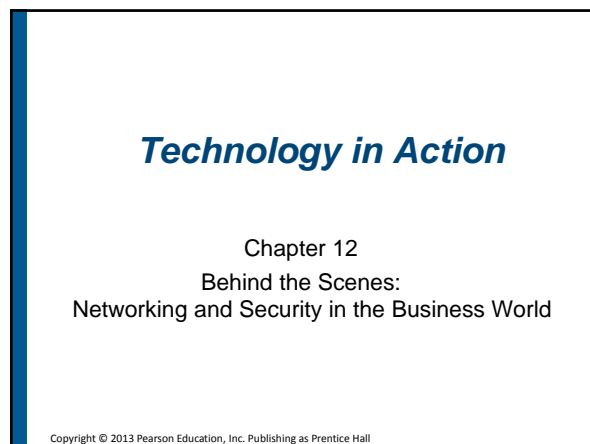 Technology in Action
Chapter 12
Behind the Scenes:
Networking and Security in the Business World
Copyright © 2013 Pearson Education, Inc. Publishing as Prentice Hall